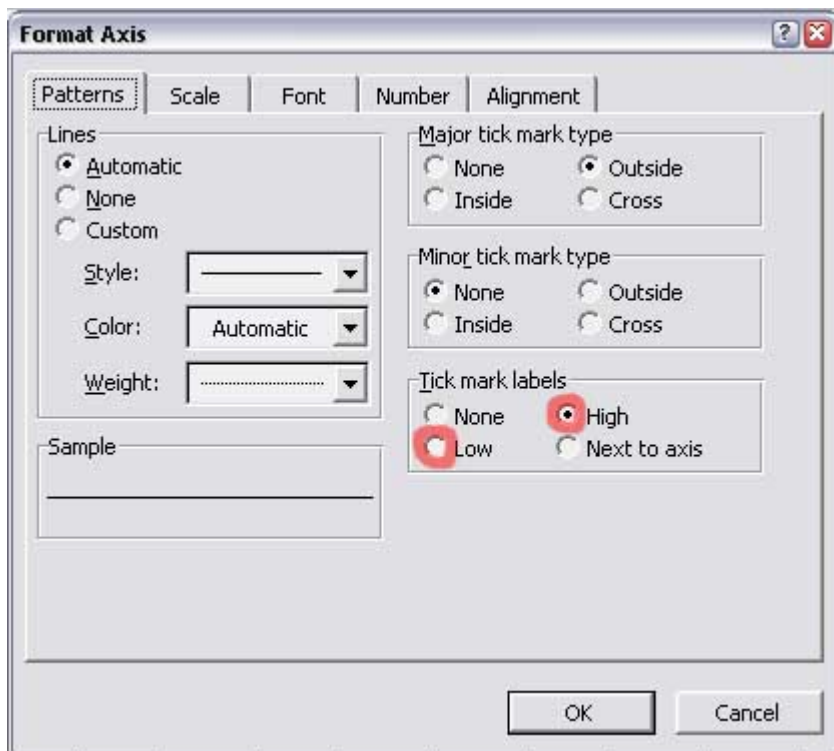 Format Axis
Patterns Scale Font Number Alignment
Lines
Automatic
None
Custom
Style:
Color: Automatic
Weight:
Sample
Major tick mark type
None Outside
Inside Cross
Minor tick mark type
None Outside
Inside Cross
Tick mark labels
None High
Low Next to axis
OK Cancel